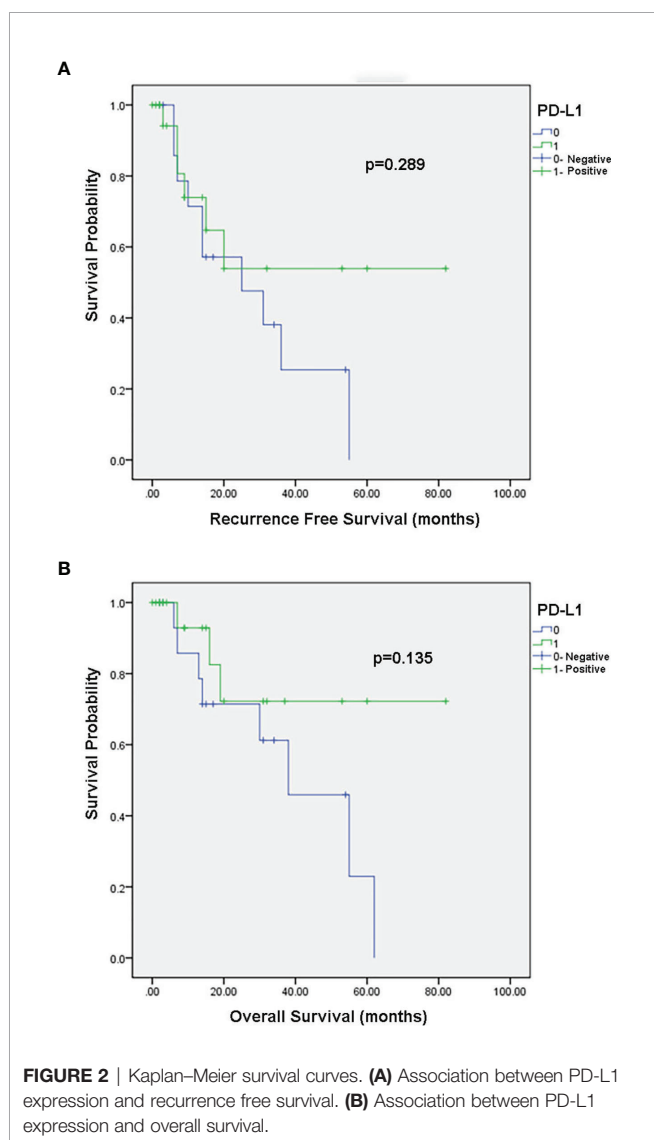 A
PD-L1
0
1
0- Negative
1- Positive
p=0.289
Survival Probability
1.0
0.8
0.6
0.4
0.2
0.0
.00 20.00 40.00 60.00 80.00 100.00
Recurrence Free Survival (months)
B
PD-L1
0
1
0- Negative
1- Positive
p=0.135
Survival Probability
1.0
0.8
0.6
0.4
0.2
0.0
.00 20.00 40.00 60.00 80.00 100.00
Overall Survival (months)
FIGURE 2 | Kaplan–Meier survival curves. (A) Association between PD-L1
expression and recurrence free survival. (B) Association between PD-L1
expression and overall survival.